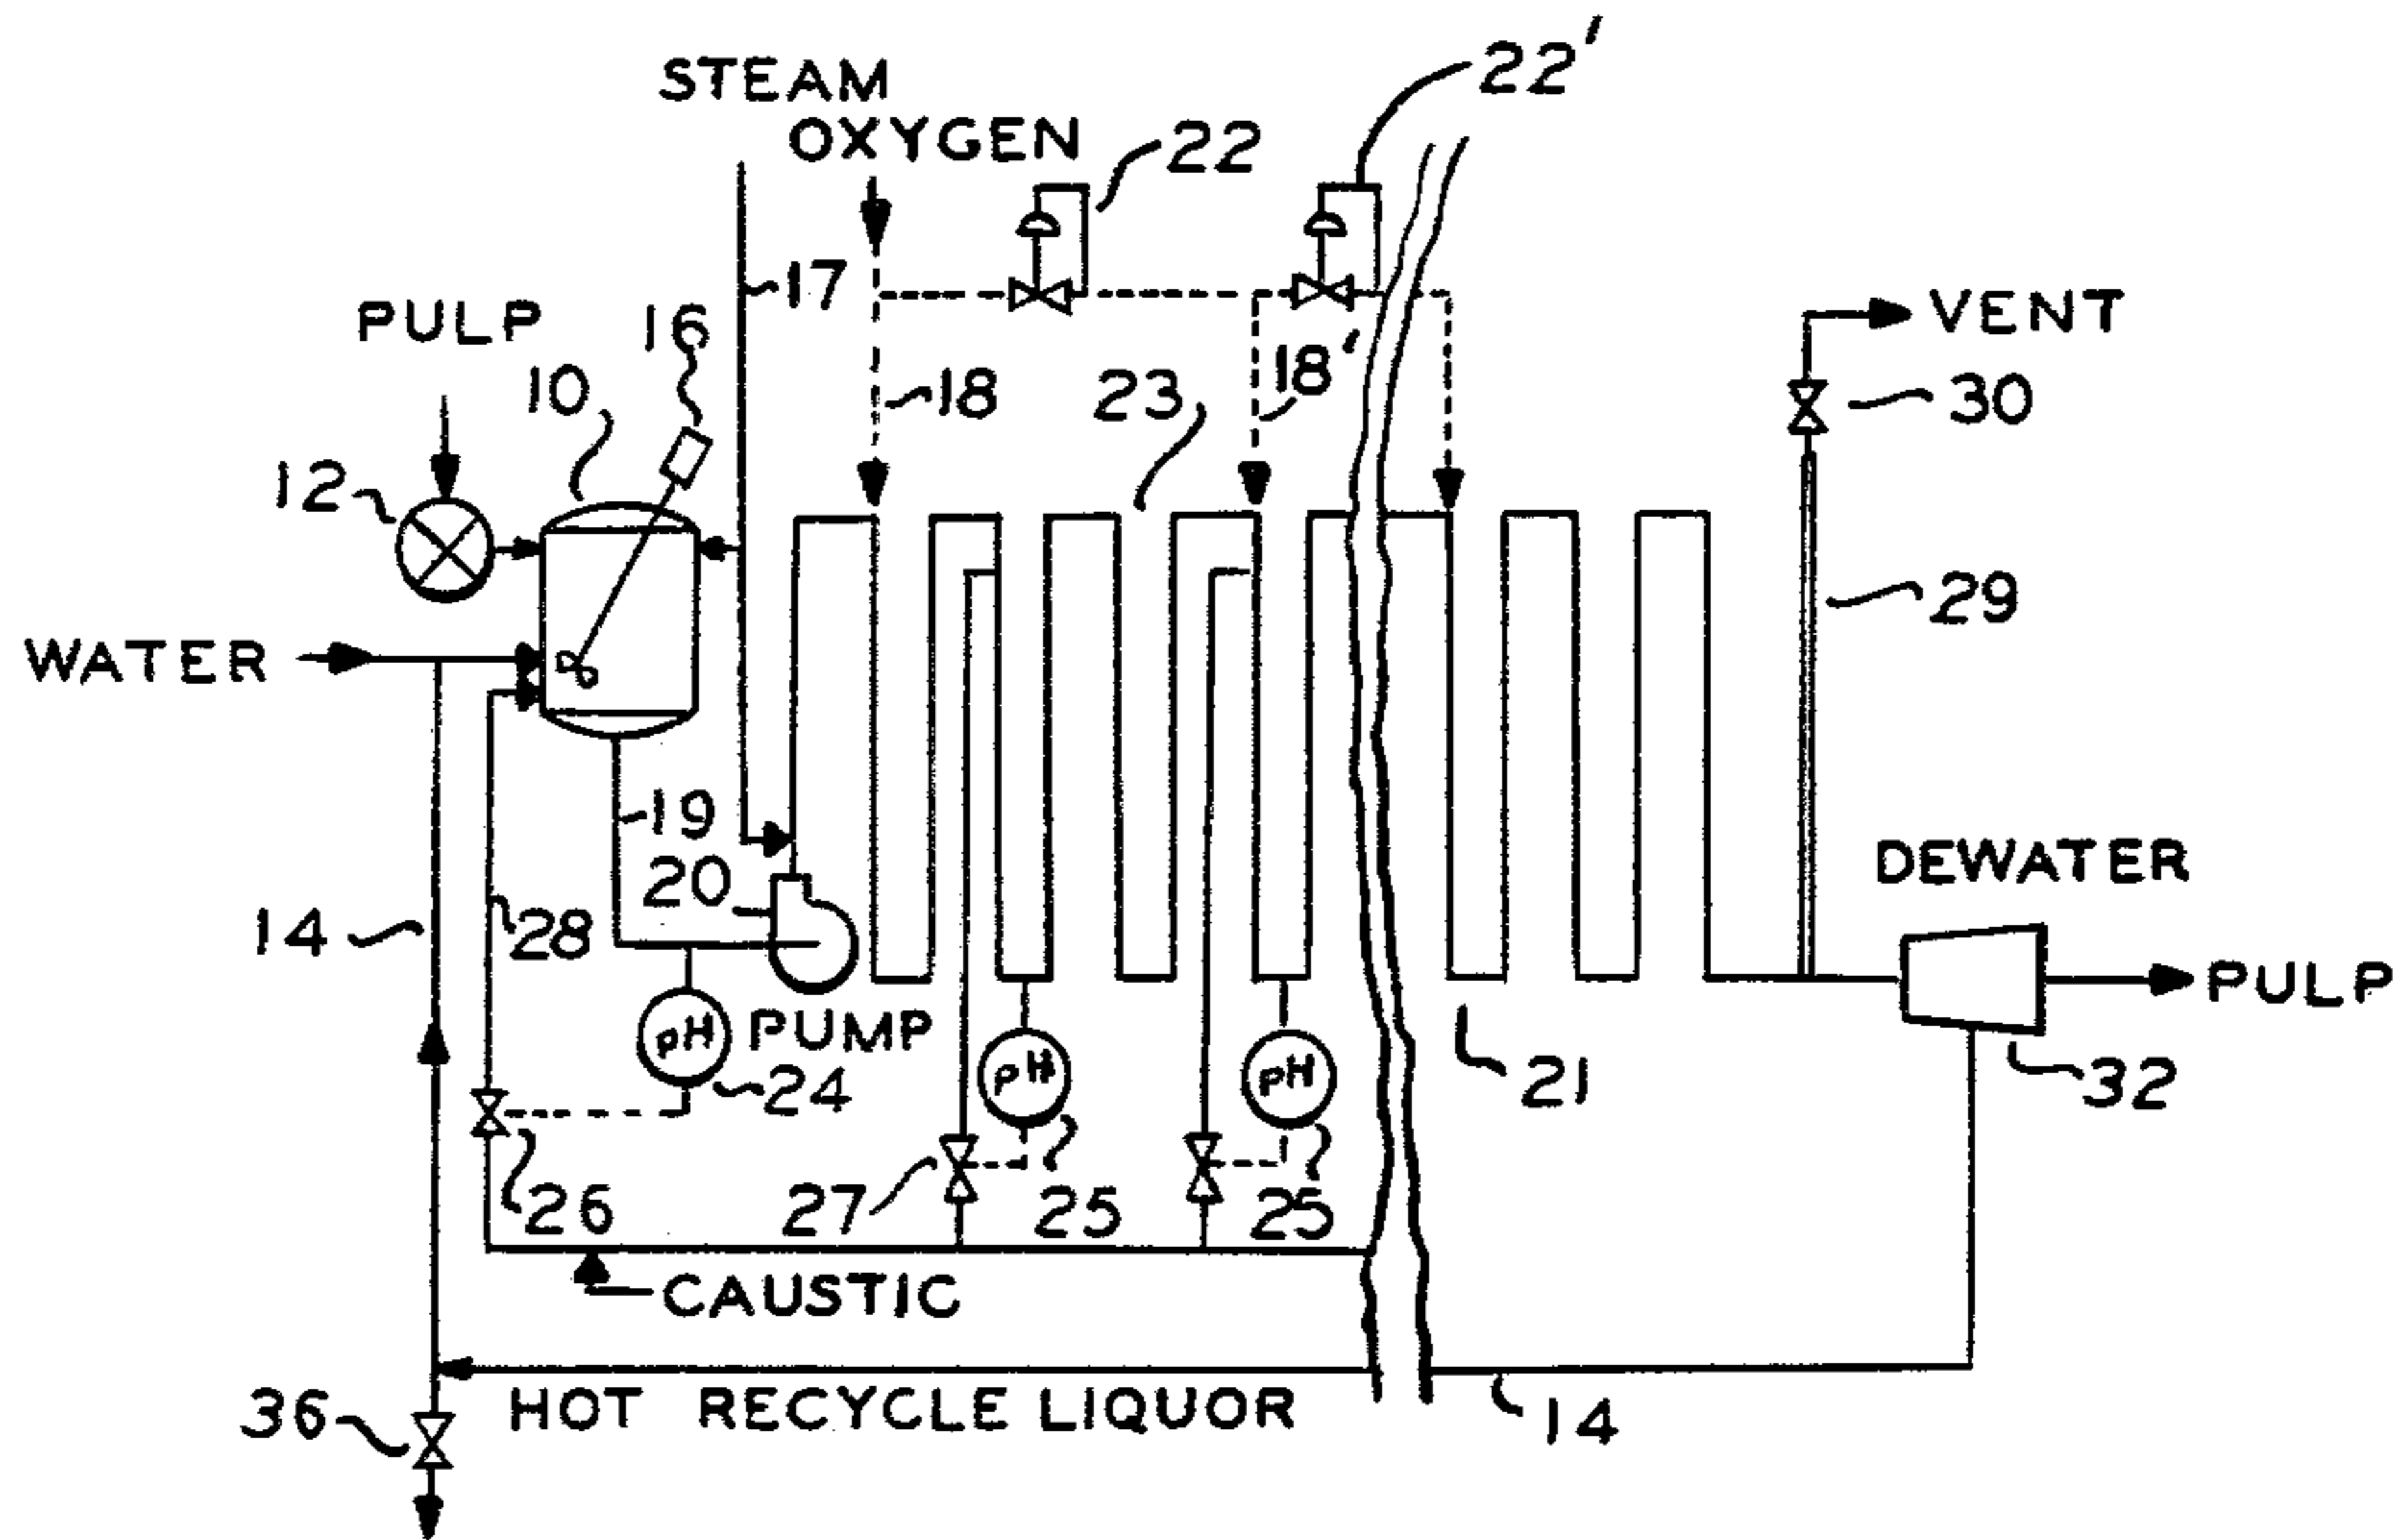 22'
STEAM
OXYGEN
22
17
18'
PULP
16
VENT
10
18
23
30
12
29
WATER
19
20
DEWATER
14
28
PULP
pH
PUMP
pH
pH
24
21
32
26
27
25
25
CAUSTIC
36
HOT RECYCLE LIQUOR
14